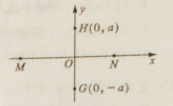 y
H(0, a)
M O N x
G(0, -a)